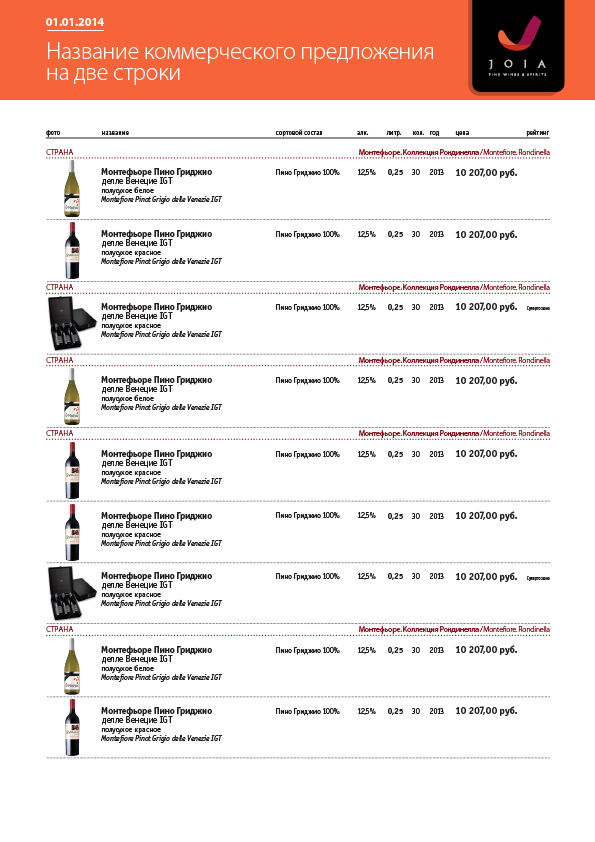 01.01.2014
Название коммерческого предложения
на две строки
JOIA
FINE WINES & SPIRITS
фото название сортовой состав алк. литр. кол. год цена рейтинг
СТРАНА Монтефьоре. Коллекция Рондинелла / Montefiore. Rondinella
Монтефьоре Пино Гриджио Пино Гриджио 100% 12,5% 0,25 30 2013 10 207,00 руб.
делле Венецие IGT
полусухое белое
Montefiore Pinot Grigio delle Venezie IGT
Монтефьоре Пино Гриджио Пино Гриджио 100% 12,5% 0,25 30 2013 10 207,00 руб.
делле Венецие IGT
полусухое красное
Montefiore Pinot Grigio delle Venezie IGT
СТРАНА Монтефьоре. Коллекция Рондинелла / Montefiore. Rondinella
Монтефьоре Пино Гриджио Пино Гриджио 100% 12,5% 0,25 30 2013 10 207,00 руб.
делле Венецие IGT
полусухое красное
Montefiore Pinot Grigio delle Venezie IGT
СТРАНА Монтефьоре. Коллекция Рондинелла / Montefiore. Rondinella
Монтефьоре Пино Гриджио Пино Гриджио 100% 12,5% 0,25 30 2013 10 207,00 руб.
делле Венецие IGT
полусухое белое
Montefiore Pinot Grigio delle Venezie IGT
СТРАНА Монтефьоре. Коллекция Рондинелла / Montefiore. Rondinella
Монтефьоре Пино Гриджио Пино Гриджио 100% 12,5% 0,25 30 2013 10 207,00 руб.
делле Венецие IGT
полусухое красное
Montefiore Pinot Grigio delle Venezie IGT
Монтефьоре Пино Гриджио Пино Гриджио 100% 12,5% 0,25 30 2013 10 207,00 руб.
делле Венецие IGT
полусухое красное
Montefiore Pinot Grigio delle Venezie IGT
Монтефьоре Пино Гриджио Пино Гриджио 100% 12,5% 0,25 30 2013 10 207,00 руб.
делле Венецие IGT
полусухое красное
Montefiore Pinot Grigio delle Venezie IGT
СТРАНА Монтефьоре. Коллекция Рондинелла / Montefiore. Rondinella
Монтефьоре Пино Гриджио Пино Гриджио 100% 12,5% 0,25 30 2013 10 207,00 руб.
делле Венецие IGT
полусухое белое
Montefiore Pinot Grigio delle Venezie IGT
Монтефьоре Пино Гриджио Пино Гриджио 100% 12,5% 0,25 30 2013 10 207,00 руб.
делле Венецие IGT
полусухое красное
Montefiore Pinot Grigio delle Venezie IGT